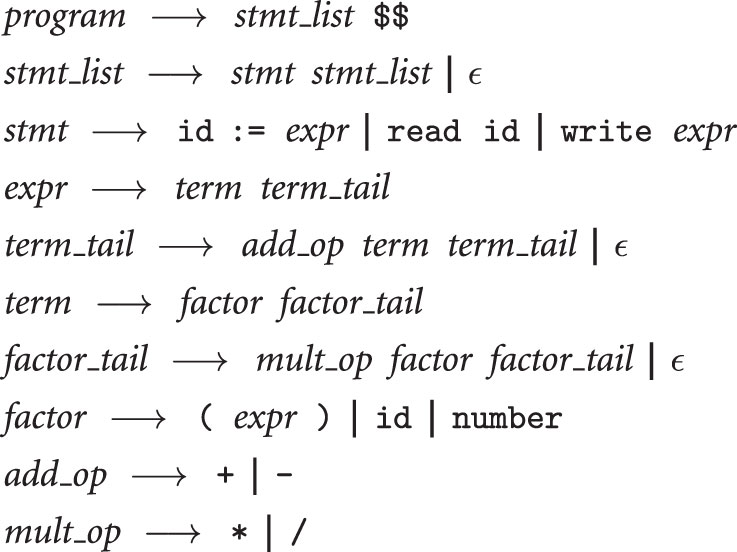 program ⟶ stmt_list $$
stmt_list ⟶ stmt stmt_list | ϵ
stmt ⟶ id := expr | read id | write expr
expr ⟶ term term_tail
term_tail ⟶ add_op term term_tail | ϵ
term ⟶ factor factor_tail
factor_tail ⟶ mult_op factor factor_tail | ϵ
factor ⟶ ( expr ) | id | number
add_op ⟶ + | -
mult_op ⟶ * | /